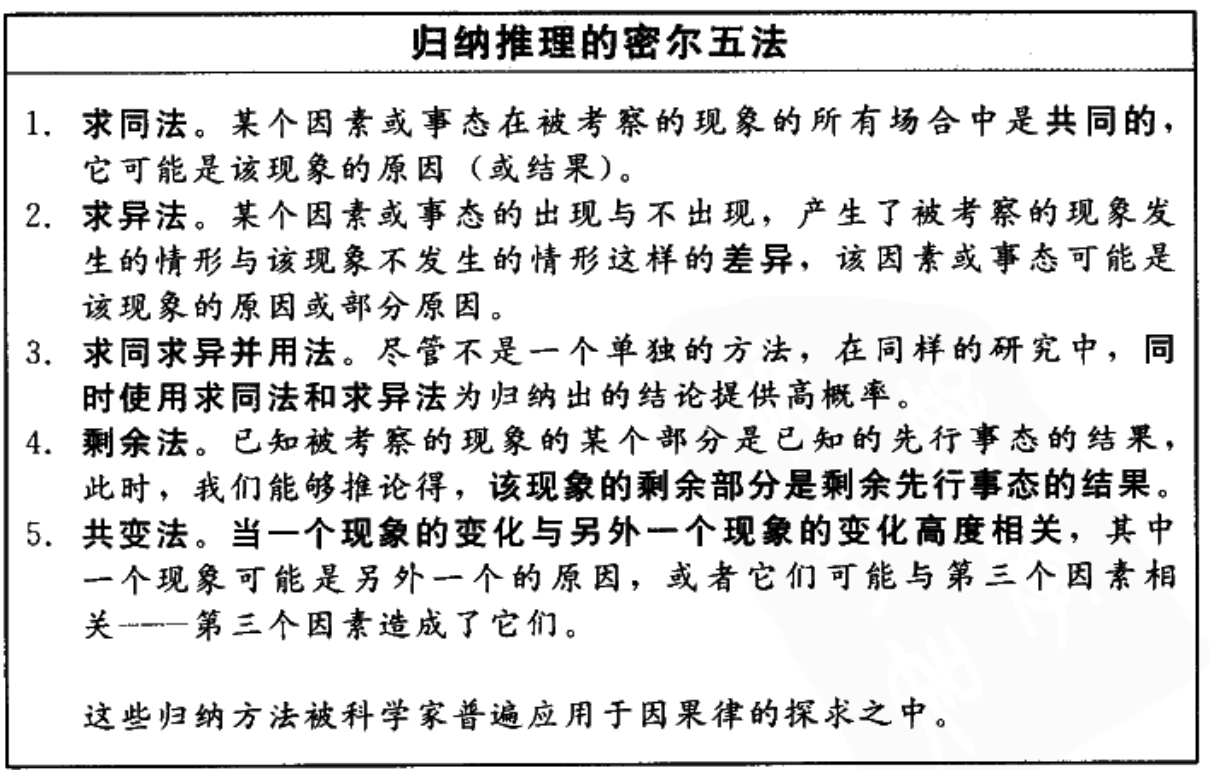 归纳推理的密尔五法
1. 求同法。某个因素或事态在被考察的现象的所有场合中是共同的,
它可能是该现象的原因(或结果)。
2. 求异法。某个因素或事态的出现与不出现,产生了被考察的现象发
生的情形与该现象不发生的情形这样的差异,该因素或事态可能是
该现象的原因或部分原因。
3. 求同求异并用法。尽管不是一个单独的方法,在同样的研究中,同
时使用求同法和求异法为归纳出的结论提供高概率。
4. 剩余法。已知被考察的现象的某个部分是已知的先行事态的结果,
此时,我们能够推论得,该现象的剩余部分是剩余先行事态的结果。
5. 共变法。当一个现象的变化与另外一个现象的变化高度相关,其中
一个现象可能是另外一个的原因,或者它们可能与第三个因素相
关——第三个因素造成了它们。
这些归纳方法被科学家普遍应用于因果律的探求之中。